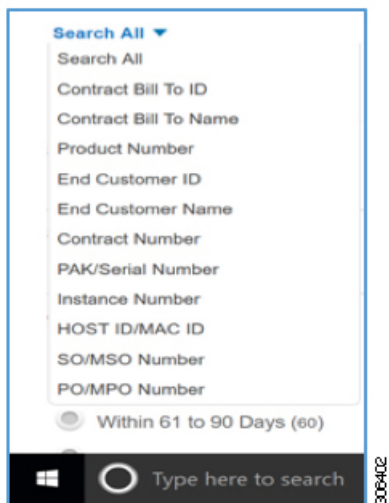 Search All
Search All
Contract Bill To ID
Contract Bill To Name
Product Number
End Customer ID
End Customer Name
Contract Number
PAK/Serial Number
Instance Number
HOST ID/MAC ID
SO/MSO Number
PO/MPO Number
Within 61 to 90 Days (60)
Type here to search
306402